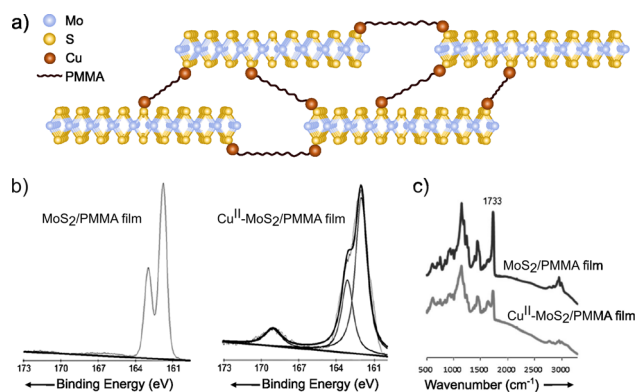 a)
Mo
S
Cu
PMMA
b)
MoS2/PMMA film
CuII-MoS2/PMMA film
173 170 167 164 161
173 170 167 164 161
Binding Energy (eV)
Binding Energy (eV)
c)
1733
MoS2/PMMA film
CuII-MoS2/PMMA film
500 1000 1500 2000 2500 3000
Wavenumber (cm-1)